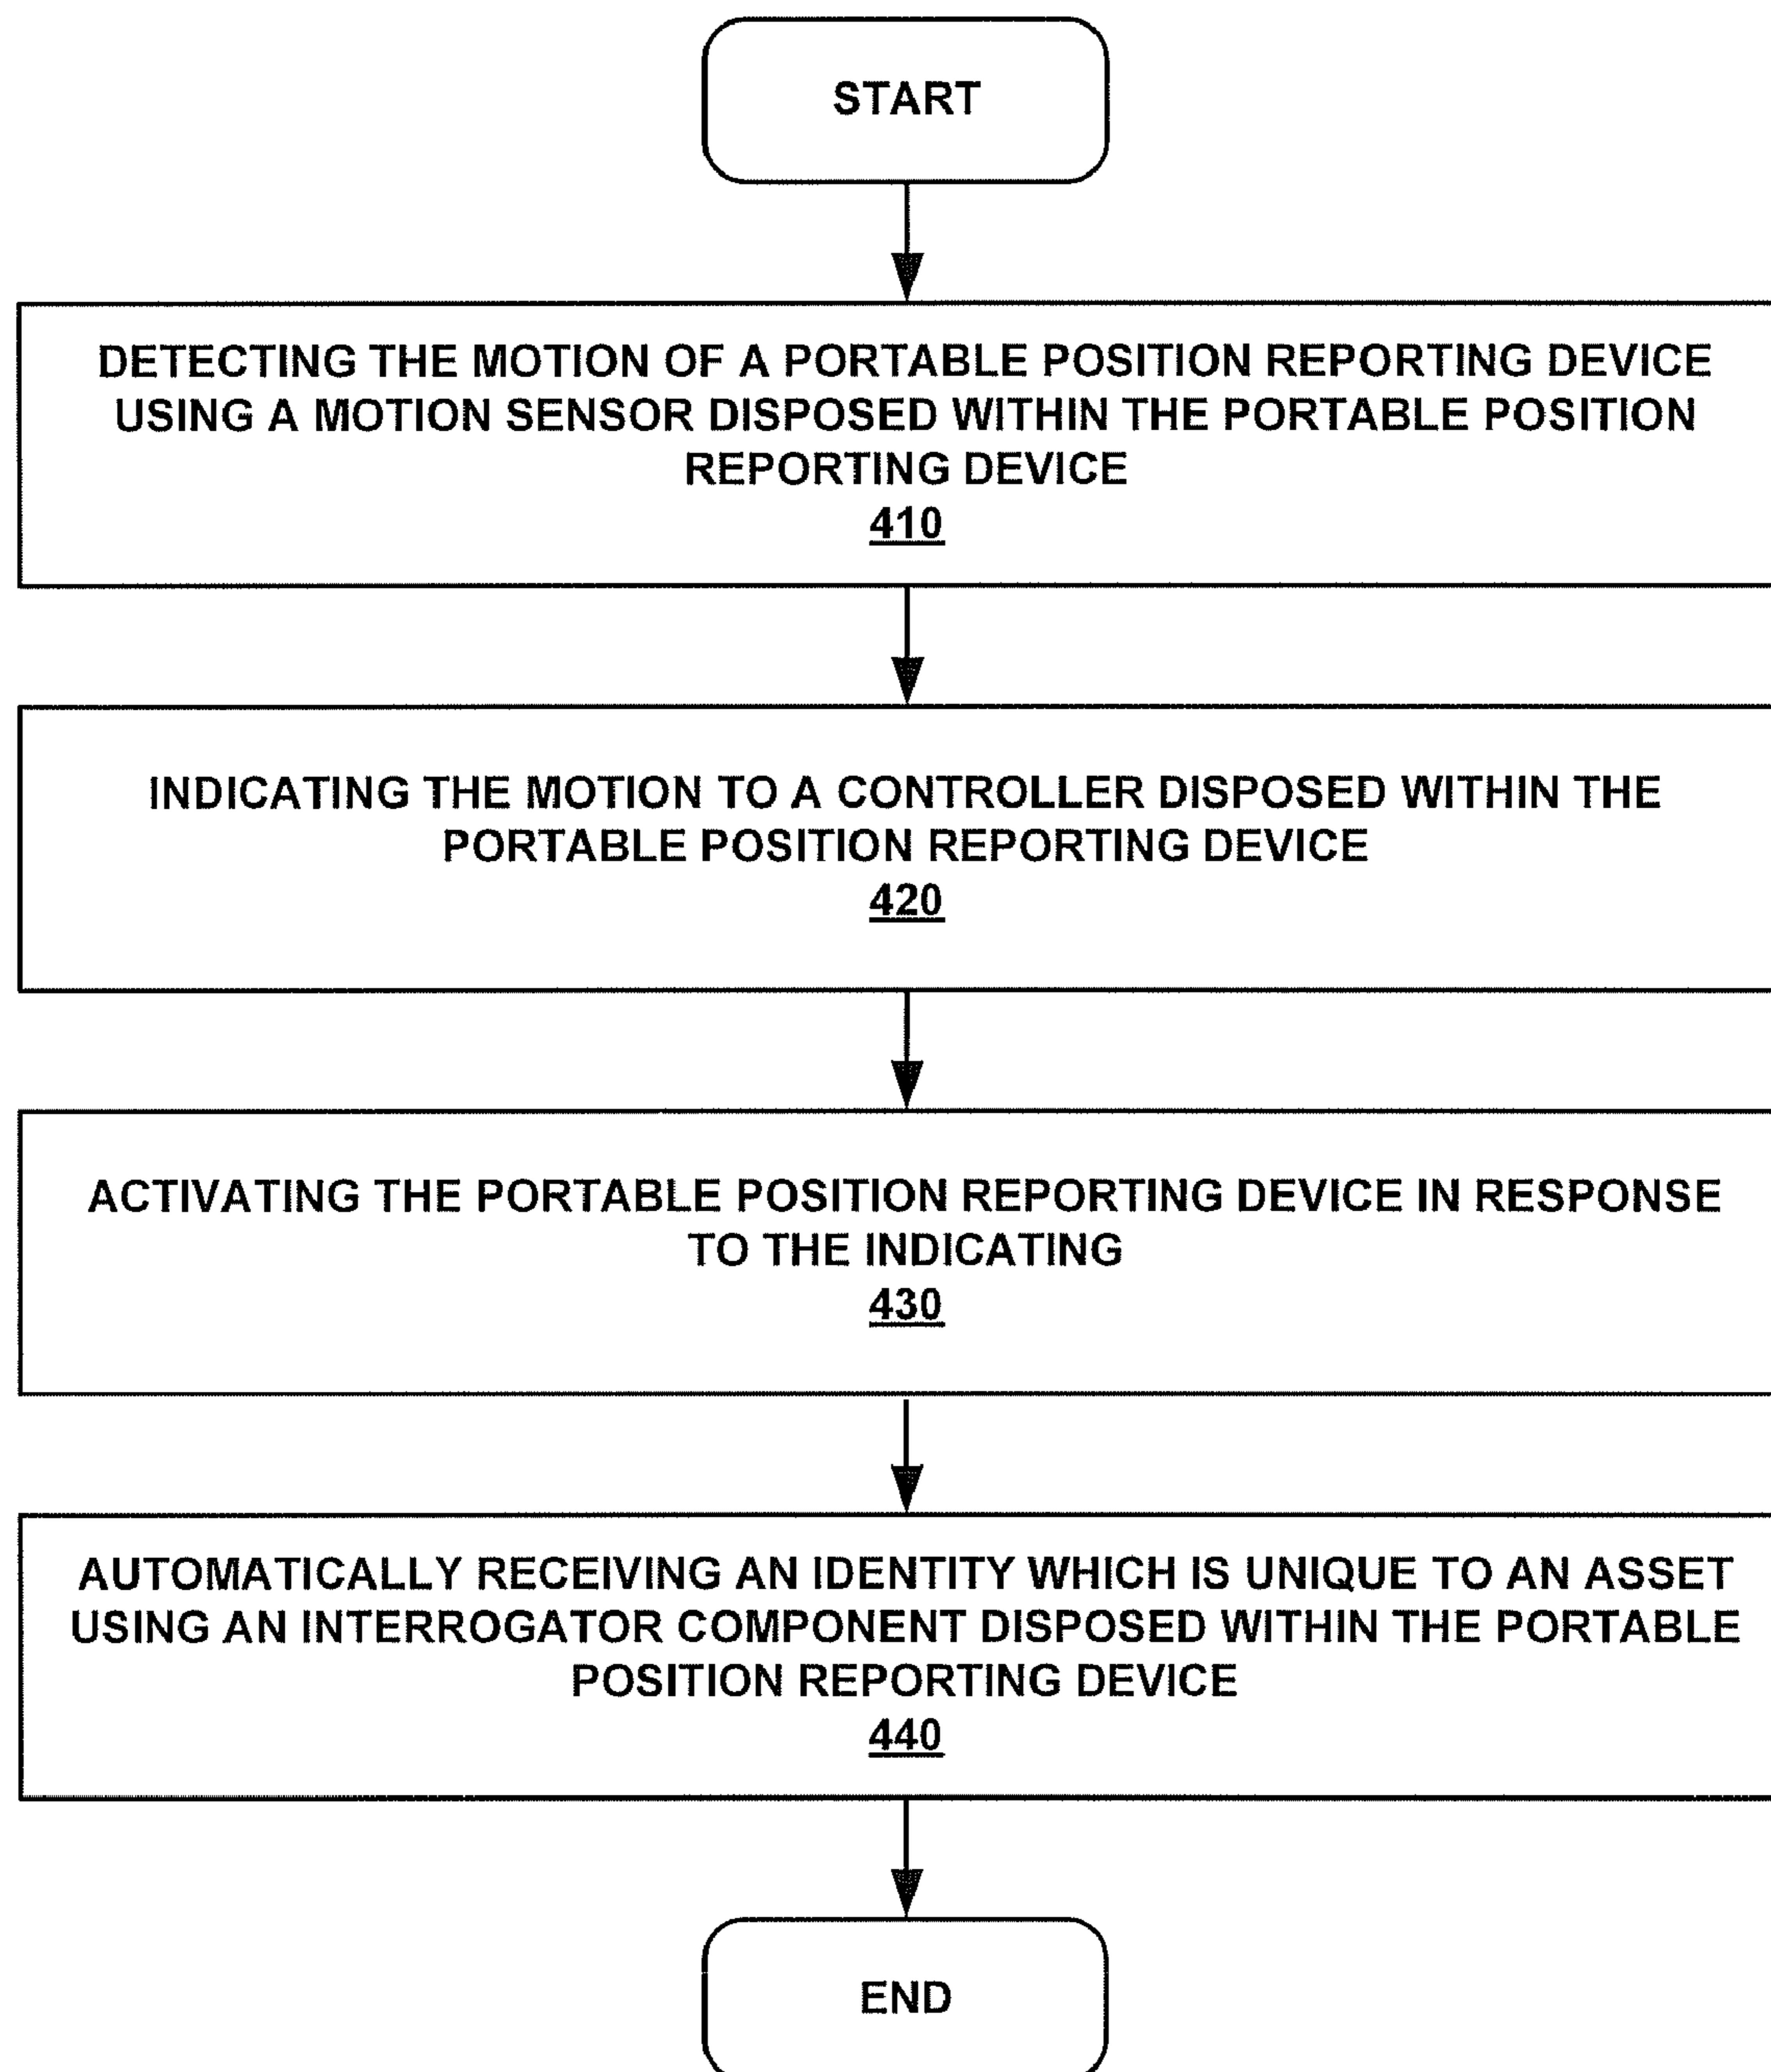 START
DETECTING THE MOTION OF A PORTABLE POSITION REPORTING DEVICE
USING A MOTION SENSOR DISPOSED WITHIN THE PORTABLE POSITION
REPORTING DEVICE
410
INDICATING THE MOTION TO A CONTROLLER DISPOSED WITHIN THE
PORTABLE POSITION REPORTING DEVICE
420
ACTIVATING THE PORTABLE POSITION REPORTING DEVICE IN RESPONSE
TO THE INDICATING
430
AUTOMATICALLY RECEIVING AN IDENTITY WHICH IS UNIQUE TO AN ASSET
USING AN INTERROGATOR COMPONENT DISPOSED WITHIN THE PORTABLE
POSITION REPORTING DEVICE
440
END